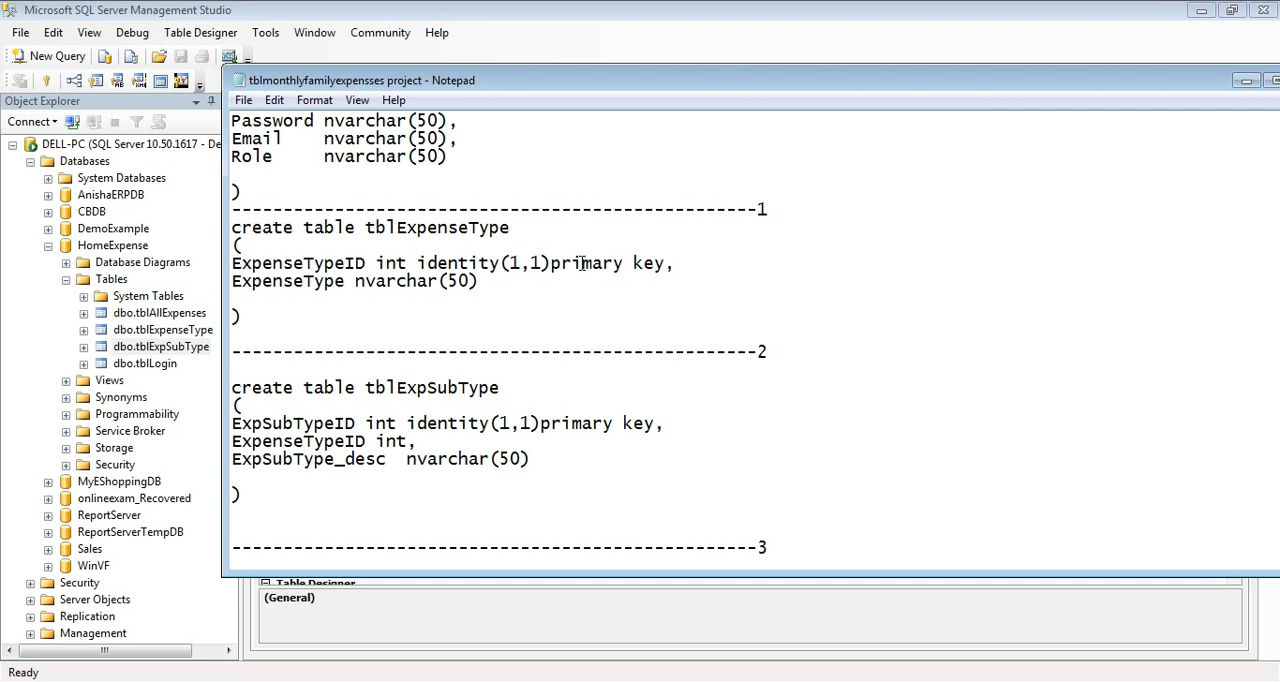 Microsoft SQL Server Management Studio
File Edit View Debug Table Designer Tools Window Community Help
New Query
Object Explorer
Connect
DELL-PC (SQL Server 10.50.1617 - De
Databases
System Databases
AnishaERPDB
CBDB
DemoExample
HomeExpense
Database Diagrams
Tables
System Tables
dbo.tblAllExpenses
dbo.tblExpenseType
dbo.tblExpSubType
dbo.tblLogin
Views
Synonyms
Programmability
Service Broker
Storage
Security
MyEShoppingDB
onlineexam_Recovered
ReportServer
ReportServerTempDB
Sales
WinVF
Security
Server Objects
Replication
Management
tblmonthlyfamilyexpensses project - Notepad
File Edit Format View Help
Password nvarchar(50),
Email nvarchar(50),
Role nvarchar(50)
)
---------------------------------------------------1
create table tblExpenseType
(
ExpenseTypeID int identity(1,1)primary key,
ExpenseType nvarchar(50)
)
---------------------------------------------------2
create table tblExpSubType
(
ExpSubTypeID int identity(1,1)primary key,
ExpenseTypeID int,
ExpSubType_desc nvarchar(50)
)
---------------------------------------------------3
Table Designer
(General)
Ready